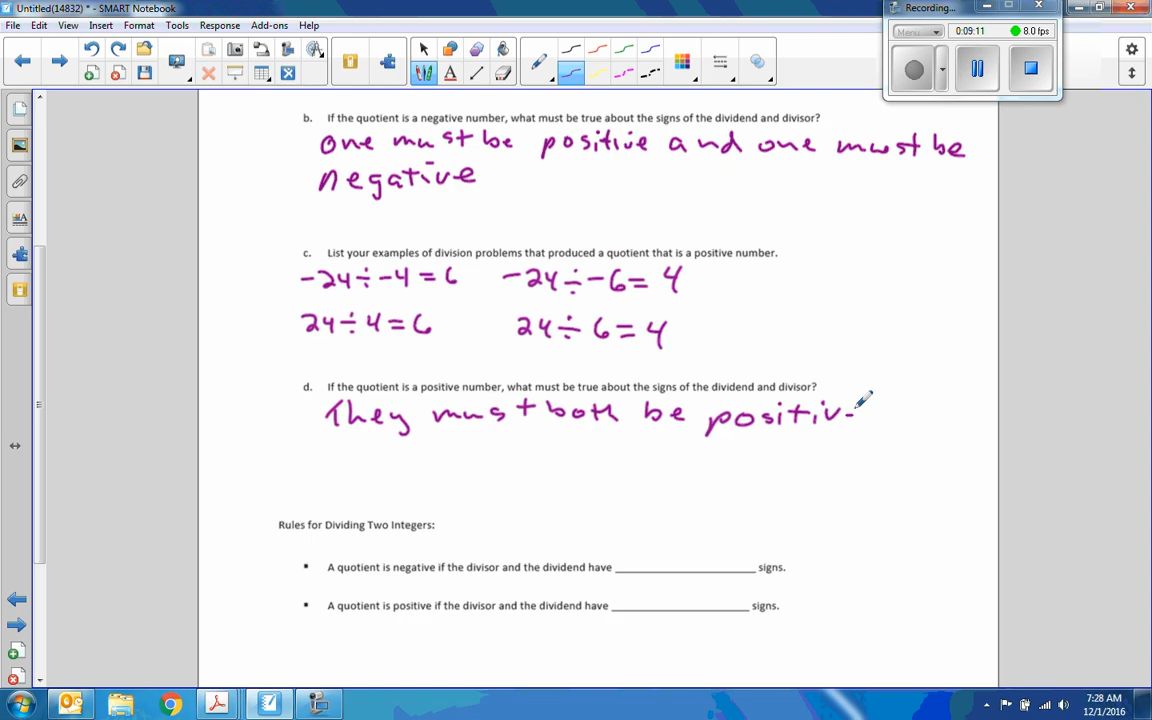 Untitled(14832) * - SMART Notebook
File Edit View Insert Format Tools Response Add-ons Help
Recording...
Menu
0:09:11
8.0 fps
b. If the quotient is a negative number, what must be true about the signs of the dividend and divisor?
One must be positive and one must be
negative
c. List your examples of division problems that produced a quotient that is a positive number.
-24÷-4=6 -24÷-6=4
24÷4=6 24÷6=4
d. If the quotient is a positive number, what must be true about the signs of the dividend and divisor?
They must both be positiv-
Rules for Dividing Two Integers:
▪ A quotient is negative if the divisor and the dividend have ____________________ signs.
▪ A quotient is positive if the divisor and the dividend have ____________________ signs.
7:28 AM
12/1/2016